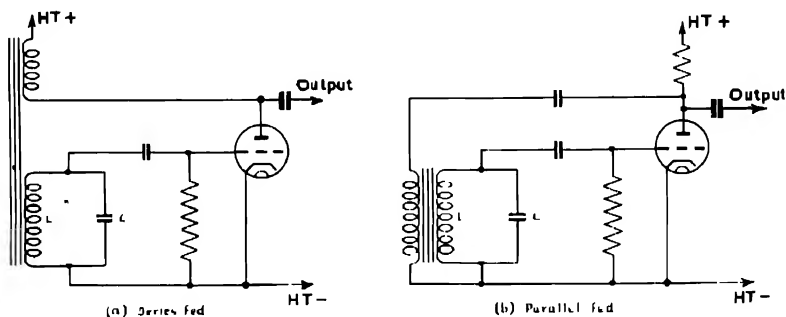 HT+
Output
L
HT-
(a) Series fed
HT+
Output
L
HT-
(b) Parallel fed